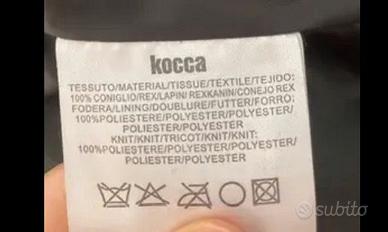 kocca
TESSUTO/MATERIAL/TISSUE/TEXTILE/TEJIDO:
100% CONIGLIO/REX/LAPIN/ REXKANIN/CONEJO REX
FODERA/LINING/DOUBLURE/FUTTER/FORRO:
100%POLIESTERE/POLYESTER/POLYESTER/
POLIESTER/POLYESTER
KNIT/KNIT/TRICOT/KNIT/KNIT:
100%POLIESTERE/POLYESTER/POLYESTER/
POLIESTER/POLYESTER
subito